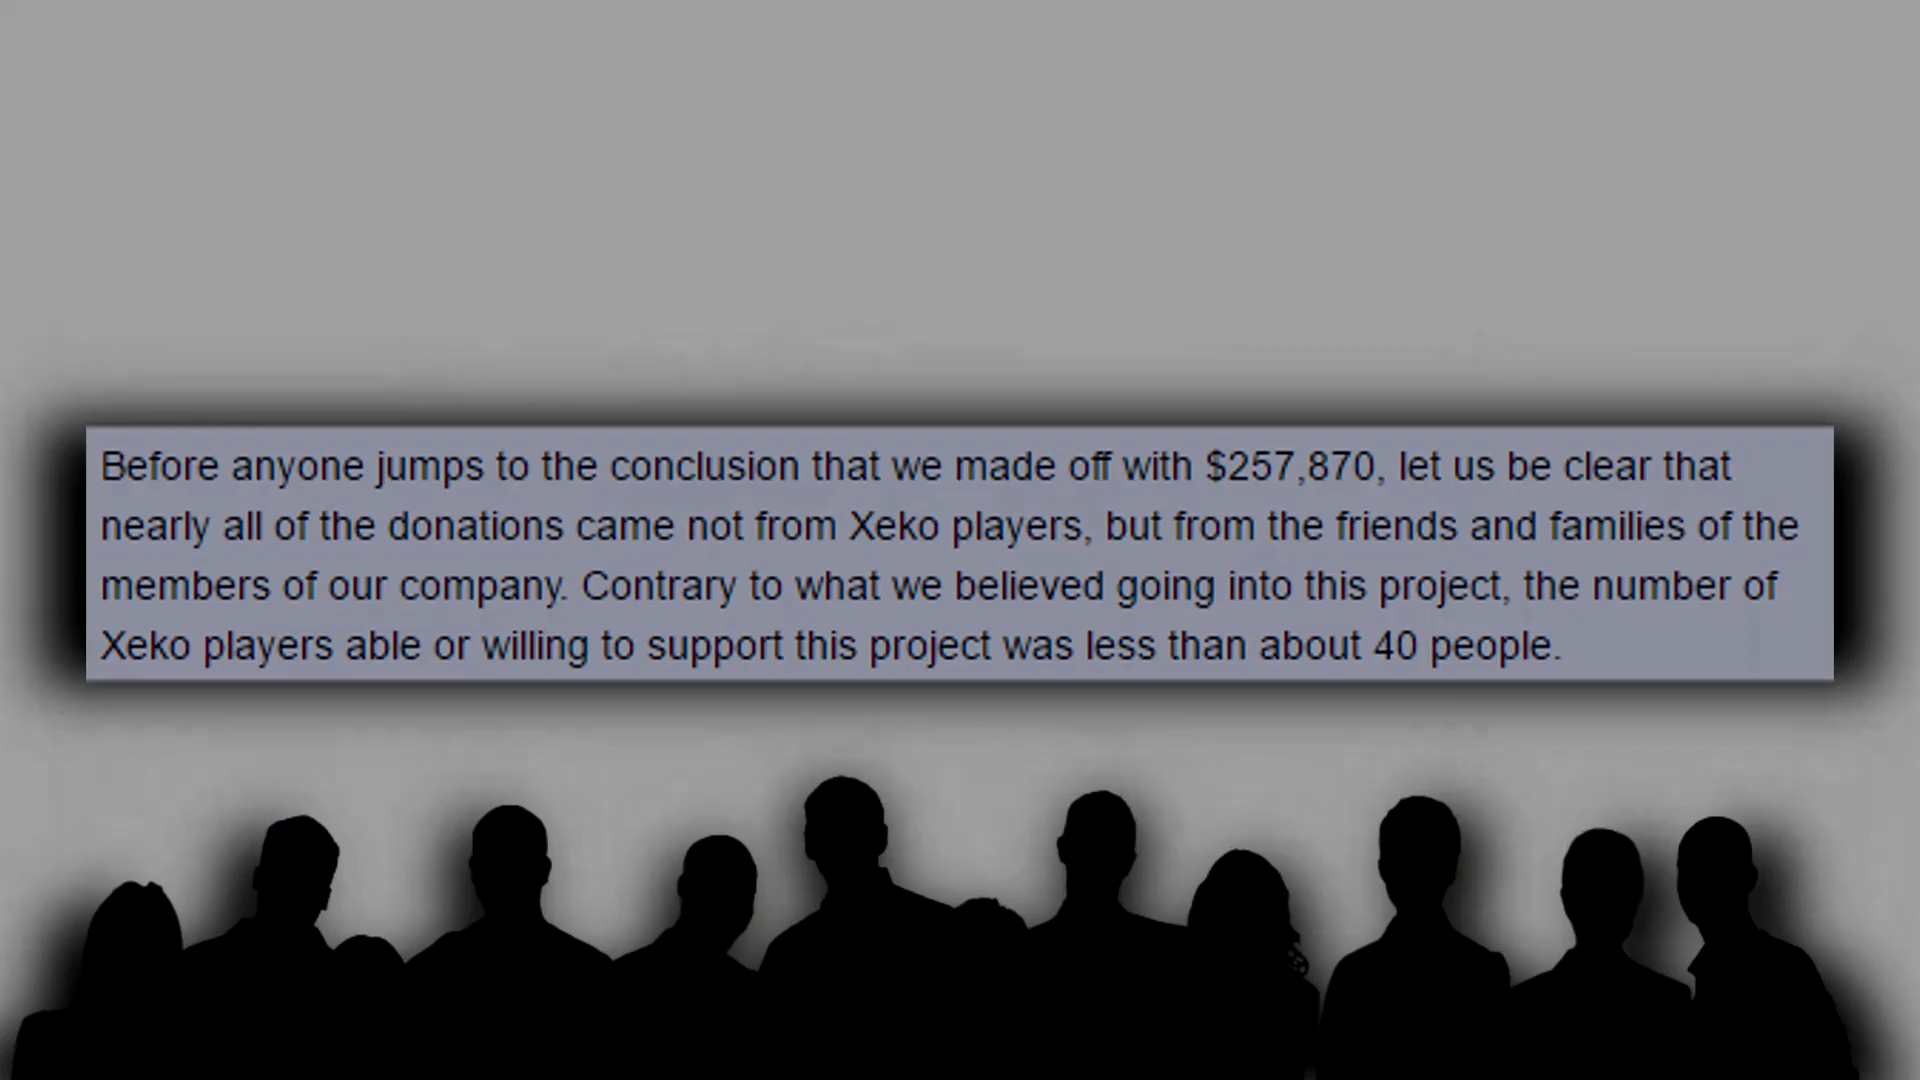 Before anyone jumps to the conclusion that we made off with $257,870, let us be clear that
nearly all of the donations came not from Xeko players, but from the friends and families of the
members of our company. Contrary to what we believed going into this project, the number of
Xeko players able or willing to support this project was less than about 40 people.